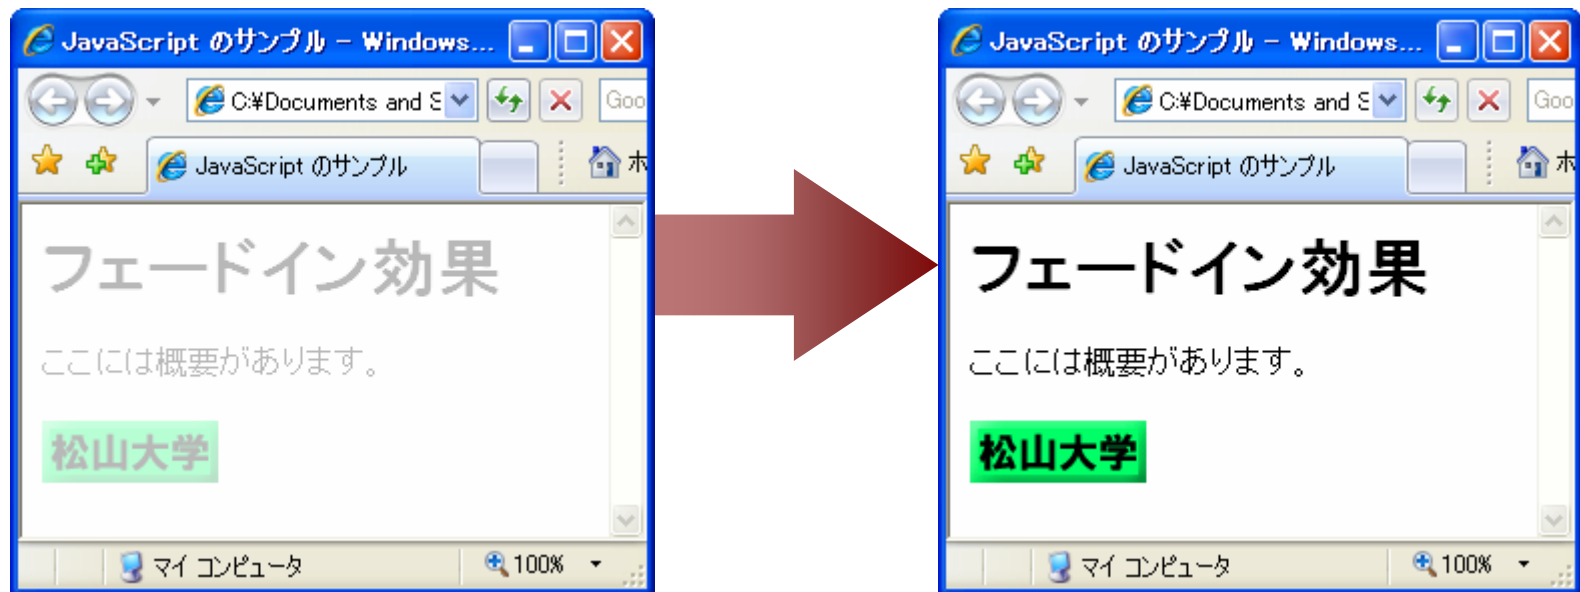 JavaScript のサンプル - Windows...
C:¥Documents and S
Goo
JavaScript のサンプル
ホ
フェードイン効果
ここには概要があります。
松山大学
マイ コンピュータ
100%
JavaScript のサンプル - Windows...
C:¥Documents and S
Goo
JavaScript のサンプル
ホ
フェードイン効果
ここには概要があります。
松山大学
マイ コンピュータ
100%